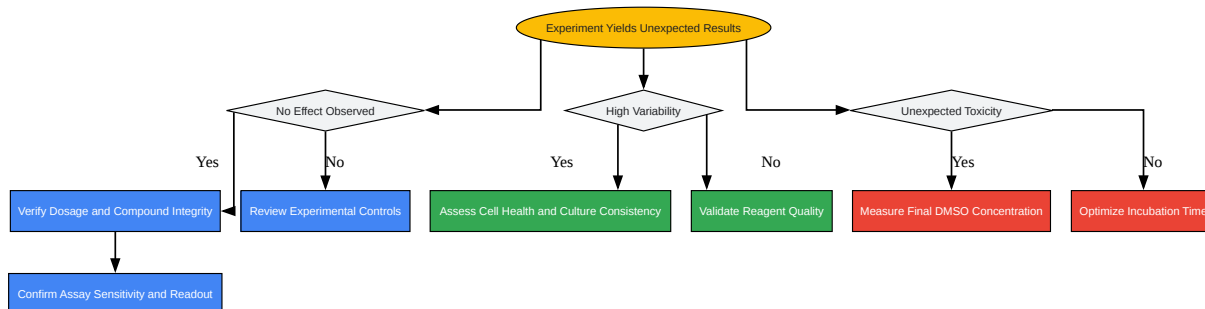 Experiment Yields Unexpected Results
No Effect Observed
High Variability
Unexpected Toxicity
Yes
No
Yes
No
Yes
No
Verify Dosage and Compound Integrity
Review Experimental Controls
Assess Cell Health and Culture Consistency
Validate Reagent Quality
Measure Final DMSO Concentration
Optimize Incubation Time
Confirm Assay Sensitivity and Readout